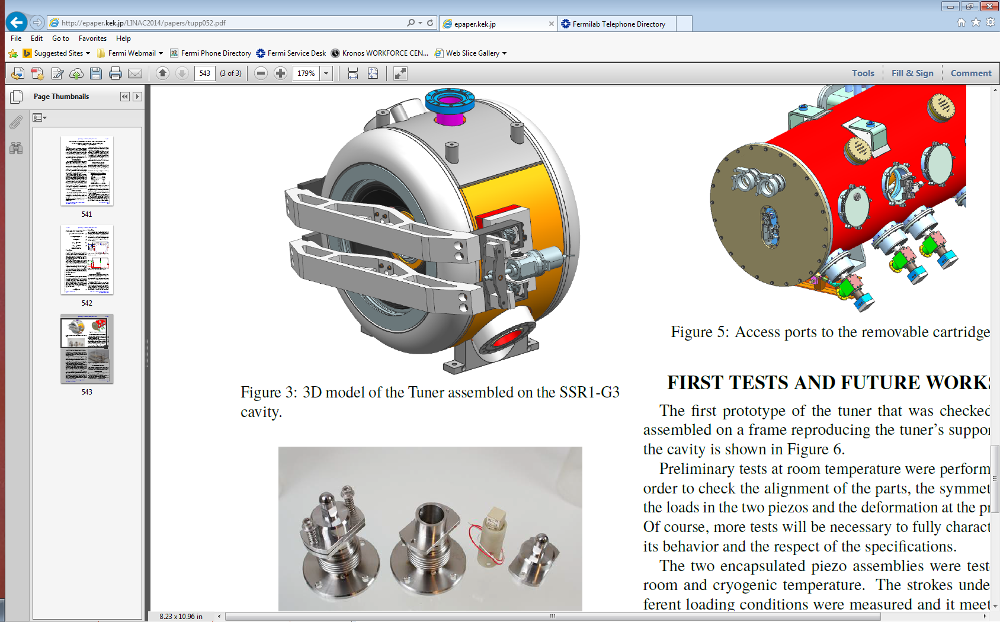 http://epaper.kek.jp/LINAC2014/papers/tupp052.pdf
epaper.kek.jp
Fermilab Telephone Directory
File Edit Go to Favorites Help
Suggested Sites Fermi Webmail Fermi Phone Directory Fermi Service Desk Kronos WORKFORCE CEN... Web Slice Gallery
543 (3 of 3) 179% Tools Fill & Sign Comment
Page Thumbnails
541
542
543
Figure 3: 3D model of the Tuner assembled on the SSR1-G3
cavity.
Figure 5: Access ports to the removable cartridge
FIRST TESTS AND FUTURE WORKS
The first prototype of the tuner that was checked
assembled on a frame reproducing the tuner's suppor
the cavity is shown in Figure 6.
Preliminary tests at room temperature were perform
order to check the alignment of the parts, the symmet
the loads in the two piezos and the deformation at the pr
Of course, more tests will be necessary to fully charact
its behavior and the respect of the specifications.
The two encapsulated piezo assemblies were test
room and cryogenic temperature. The strokes unde
ferent loading conditions were measured and it meet
8.23 x 10.96 in